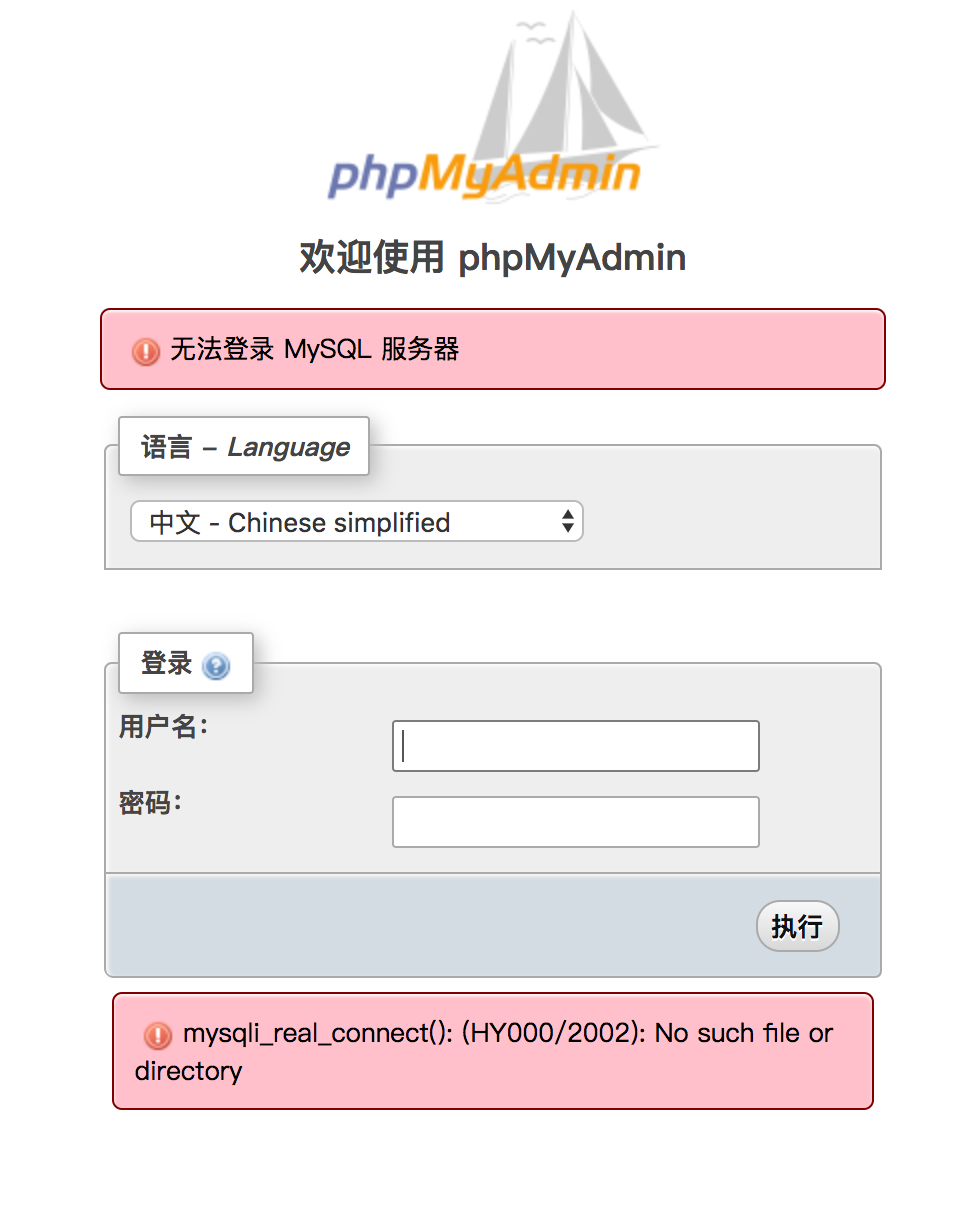 phpMyAdmin
欢迎使用 phpMyAdmin
无法登录 MySQL 服务器
语言 – Language
中文 - Chinese simplified
登录
用户名：
密码：
执行
mysqli_real_connect(): (HY000/2002): No such file or
directory